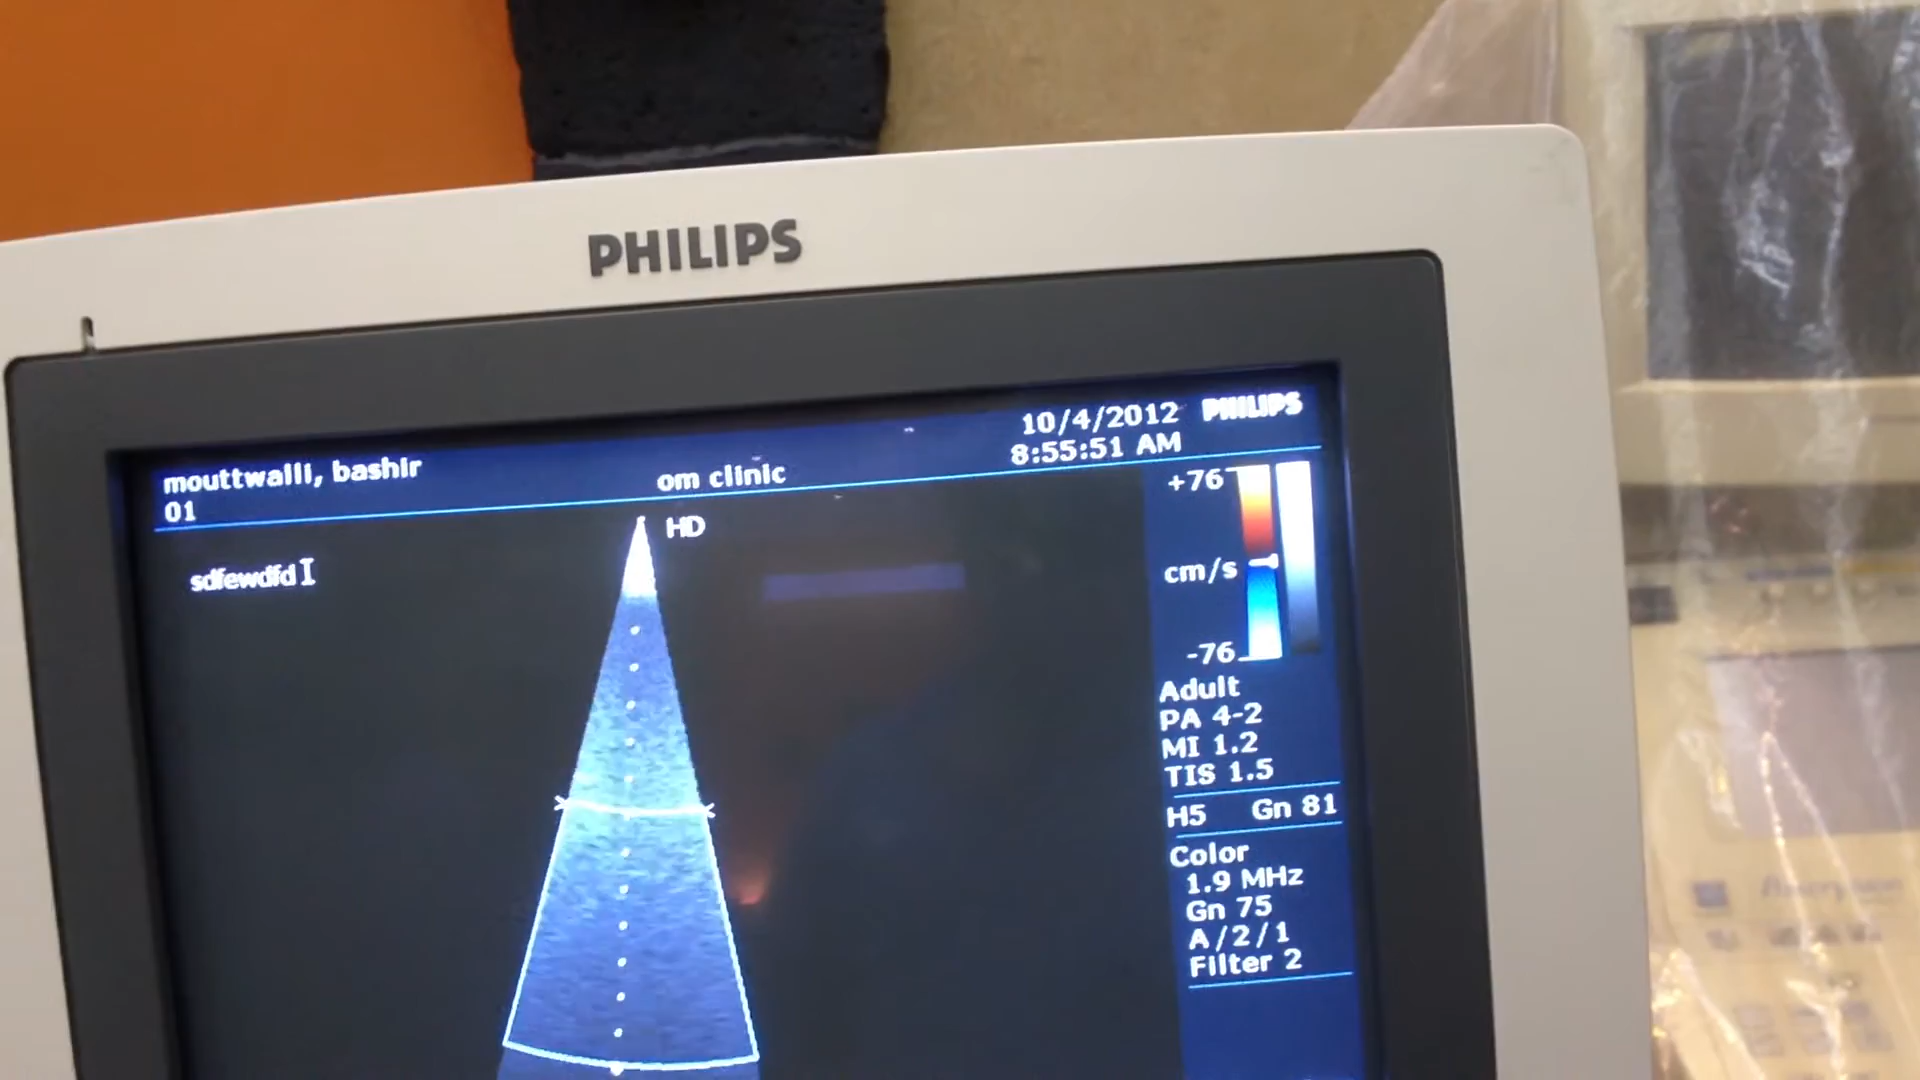 PHILIPS
10/4/2012 PHILIPS
8:55:51 AM
mouttwalli, bashir
om clinic
01
HD
sdfewdfd
+76
cm/s
-76
Adult
PA 4-2
MI 1.2
TIS 1.5
H5 Gn 81
Color
1.9 MHz
Gn 75
A/2/1
Filter 2